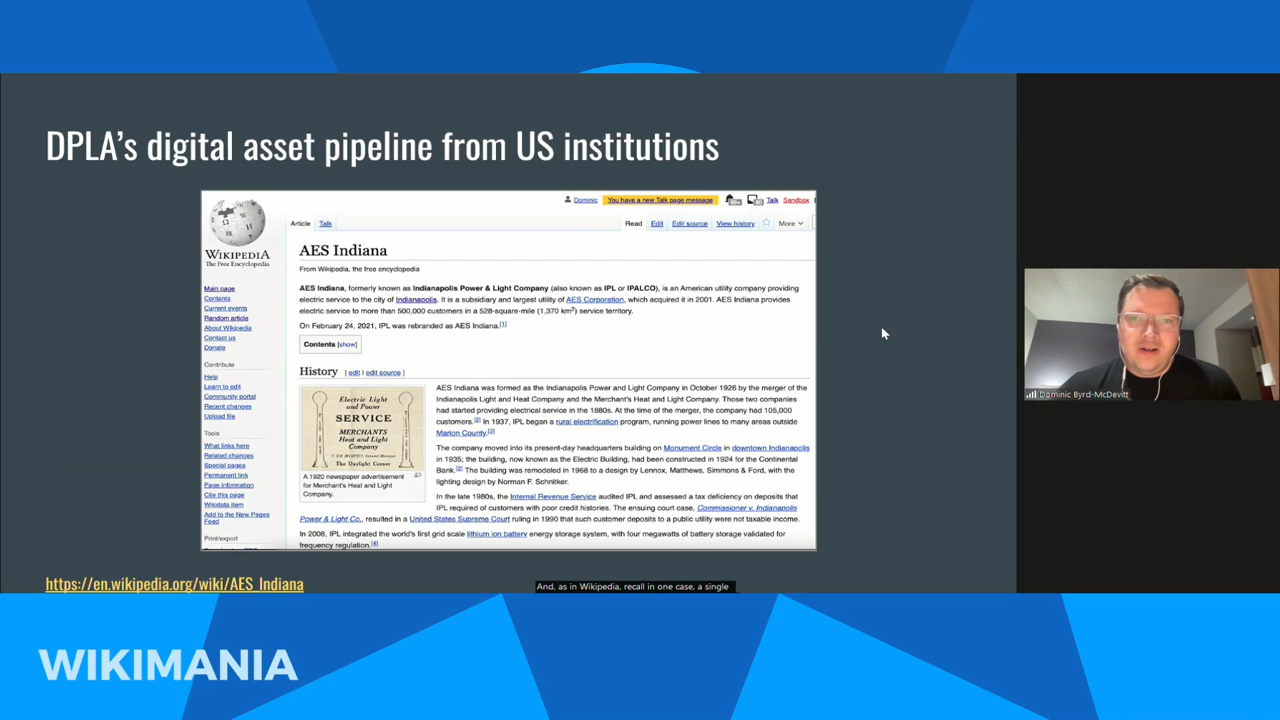 DPLA's digital asset pipeline from US institutions
Dominic
You have a new Talk page message
Talk
Sandbox
Article
Talk
Read
Edit
Edit source
View history
More
WIKIPEDIA
The Free Encyclopedia
Main page
Contents
Current events
Random article
About Wikipedia
Contact us
Donate
Contribute
Help
Learn to edit
Community portal
Recent changes
Upload file
Tools
What links here
Related changes
Special pages
Permanent link
Page information
Cite this page
Wikidata item
Add to the New Pages
Feed
Print/export
AES Indiana
From Wikipedia, the free encyclopedia
AES Indiana, formerly known as Indianapolis Power & Light Company (also known as IPL or IPALCO), is an American utility company providing
electric service to the city of Indianapolis. It is a subsidiary and largest utility of AES Corporation, which acquired it in 2001. AES Indiana provides
electric service to more than 500,000 customers in a 528-square-mile (1,370 km²) service territory.
On February 24, 2021, IPL was rebranded as AES Indiana.[1]
Contents [show]
History [ edit | edit source ]
Electric Light
and Power
SERVICE
MERCHANTS
Heat and Light
Company
The Daylight Corner
A 1920 newspaper advertisement
for Merchant's Heat and Light
Company.
AES Indiana was formed as the Indianapolis Power and Light Company in October 1926 by the merger of the
Indianapolis Light and Heat Company and the Merchant's Heat and Light Company. Those two companies
had started providing electrical service in the 1880s. At the time of the merger, the company had 105,000
customers.[2] In 1937, IPL began a rural electrification program, running power lines to many areas outside
Marion County.[3]
The company moved into its present-day headquarters building on Monument Circle in downtown Indianapolis
in 1935; the building, now known as the Electric Building, had been constructed in 1924 for the Continental
Bank.[2] The building was remodeled in 1968 to a design by Lennox, Matthews, Simmons & Ford, with the
lighting design by Norman F. Schnitker.
In the late 1980s, the Internal Revenue Service audited IPL and assessed a tax deficiency on deposits that
IPL required of customers with poor credit histories. The ensuing court case, Commissioner v. Indianapolis
Power & Light Co., resulted in a United States Supreme Court ruling in 1990 that such customer deposits to a public utility were not taxable income.
In 2008, IPL integrated the world's first grid scale lithium ion battery energy storage system, with four megawatts of battery storage validated for
frequency regulation.[4]
Dominic Byrd-McDevitt
https://en.wikipedia.org/wiki/AES_Indiana
And, as in Wikipedia, recall in one case, a single
WIKIMANIA